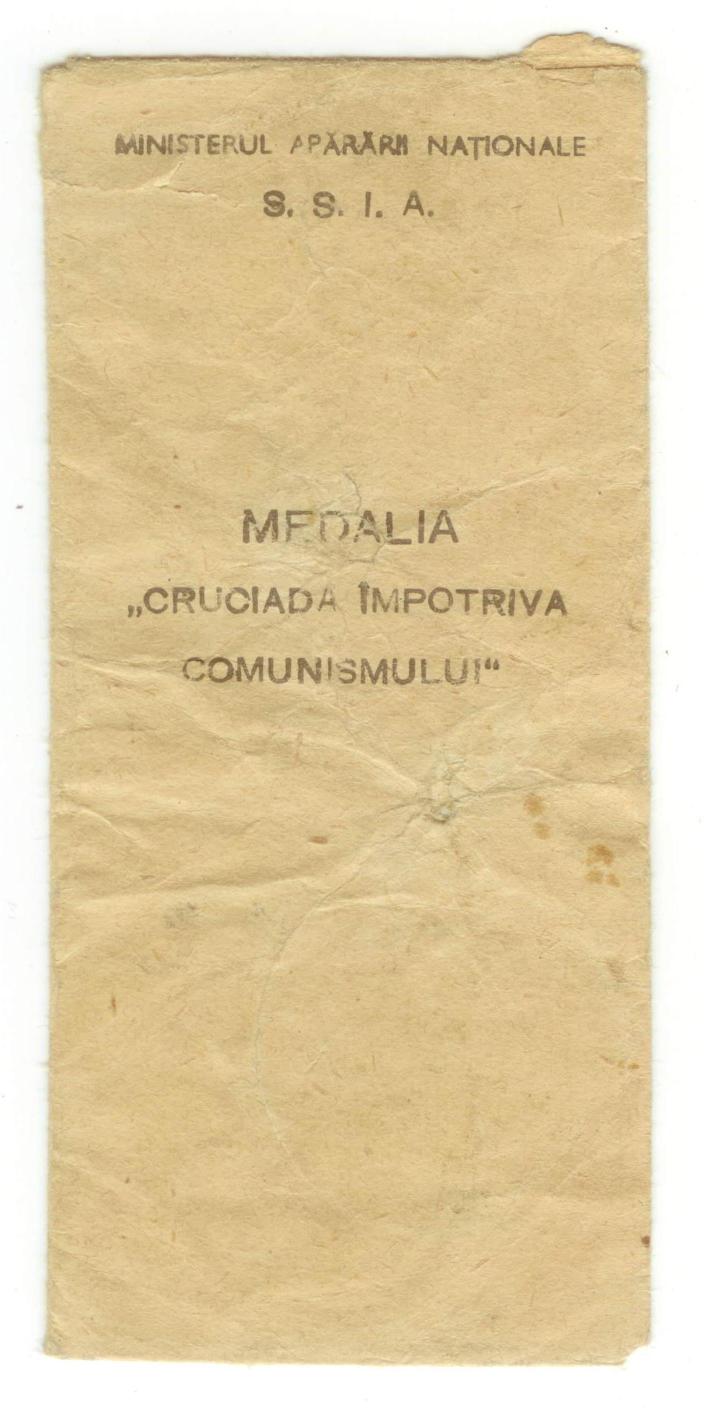 MINISTERUL APĂRĂRII NAȚIONALE
S. S. I. A.
MEDALIA
„CRUCIADA ÎMPOTRIVA
COMUNISMULUI“